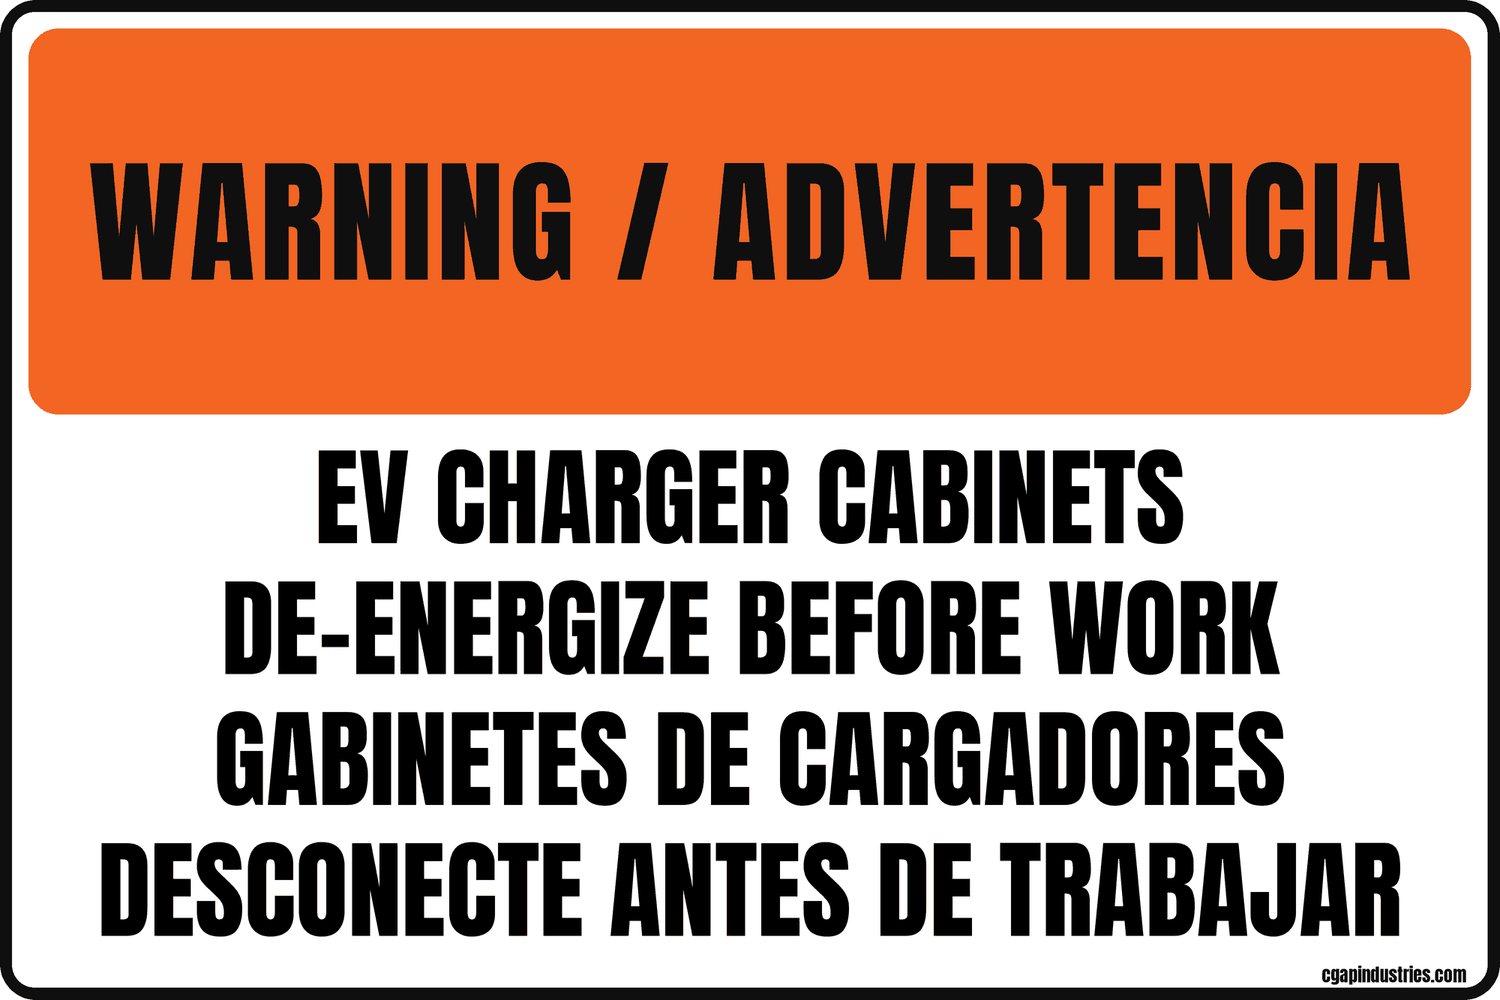 WARNING / ADVERTENCIA
EV CHARGER CABINETS
DE-ENERGIZE BEFORE WORK
GABINETES DE CARGADORES
DESCONECTE ANTES DE TRABAJAR
cgapindustries.com